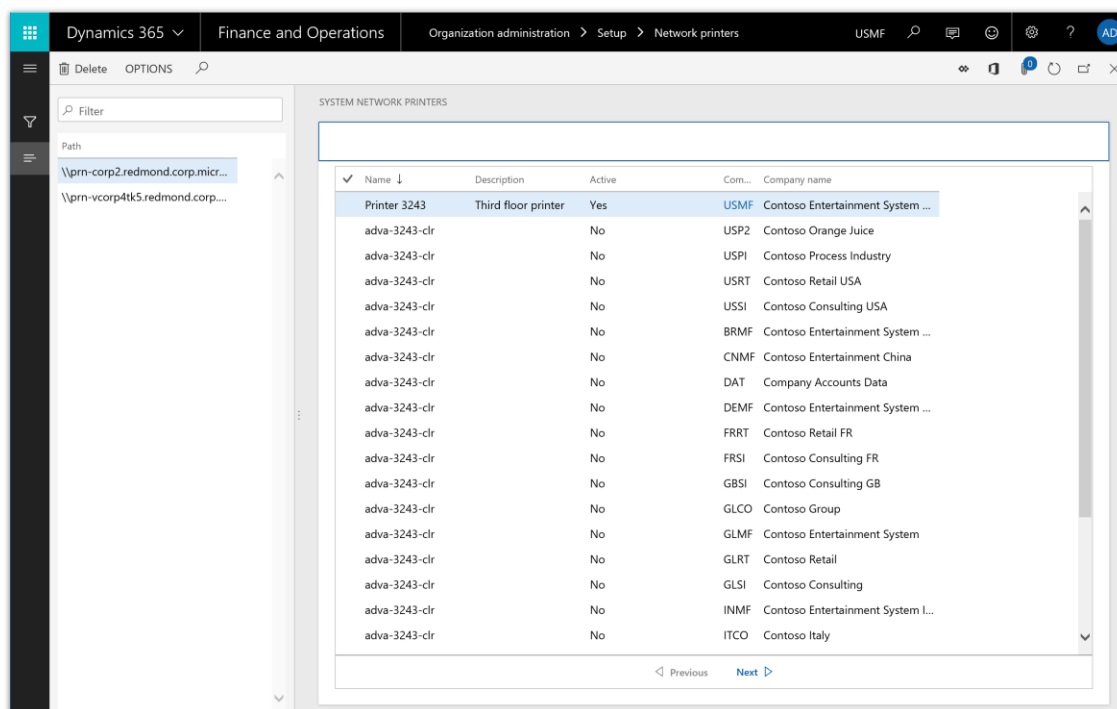 Dynamics 365 Finance and Operations Organization administration > Setup > Network printers USMF ? AD
Delete OPTIONS 0
Filter
Path
\\prn-corp2.redmond.corp.micr...
\\prn-vcorp4tk5.redmond.corp....
SYSTEM NETWORK PRINTERS
Name ↓ Description Active Com... Company name
Printer 3243 Third floor printer Yes USMF Contoso Entertainment System ...
adva-3243-clr No USP2 Contoso Orange Juice
adva-3243-clr No USPI Contoso Process Industry
adva-3243-clr No USRT Contoso Retail USA
adva-3243-clr No USSI Contoso Consulting USA
adva-3243-clr No BRMF Contoso Entertainment System ...
adva-3243-clr No CNMF Contoso Entertainment China
adva-3243-clr No DAT Company Accounts Data
adva-3243-clr No DEMF Contoso Entertainment System ...
adva-3243-clr No FRRT Contoso Retail FR
adva-3243-clr No FRSI Contoso Consulting FR
adva-3243-clr No GBSI Contoso Consulting GB
adva-3243-clr No GLCO Contoso Group
adva-3243-clr No GLMF Contoso Entertainment System
adva-3243-clr No GLRT Contoso Retail
adva-3243-clr No GLSI Contoso Consulting
adva-3243-clr No INMF Contoso Entertainment System I...
adva-3243-clr No ITCO Contoso Italy
Previous Next